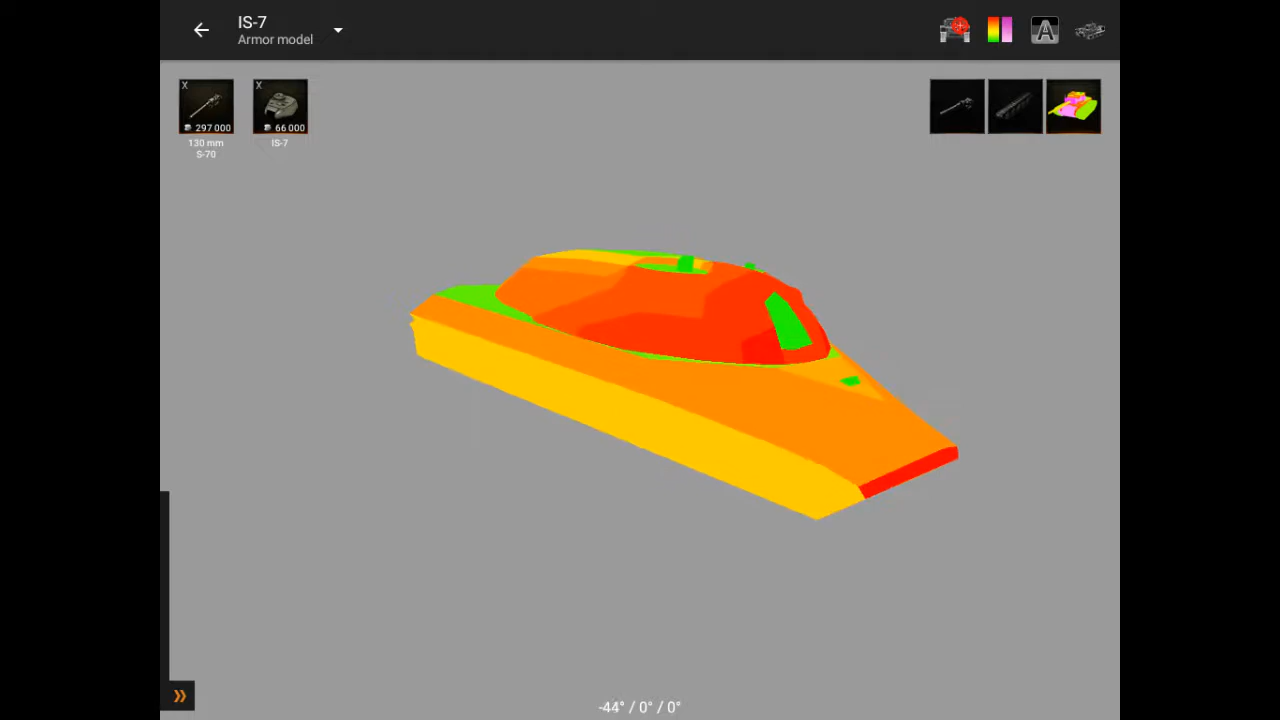 IS-7
Armor model
A
X
X
297 000
66 000
130 mm
S-70
IS-7
-44° / 0° / 0°